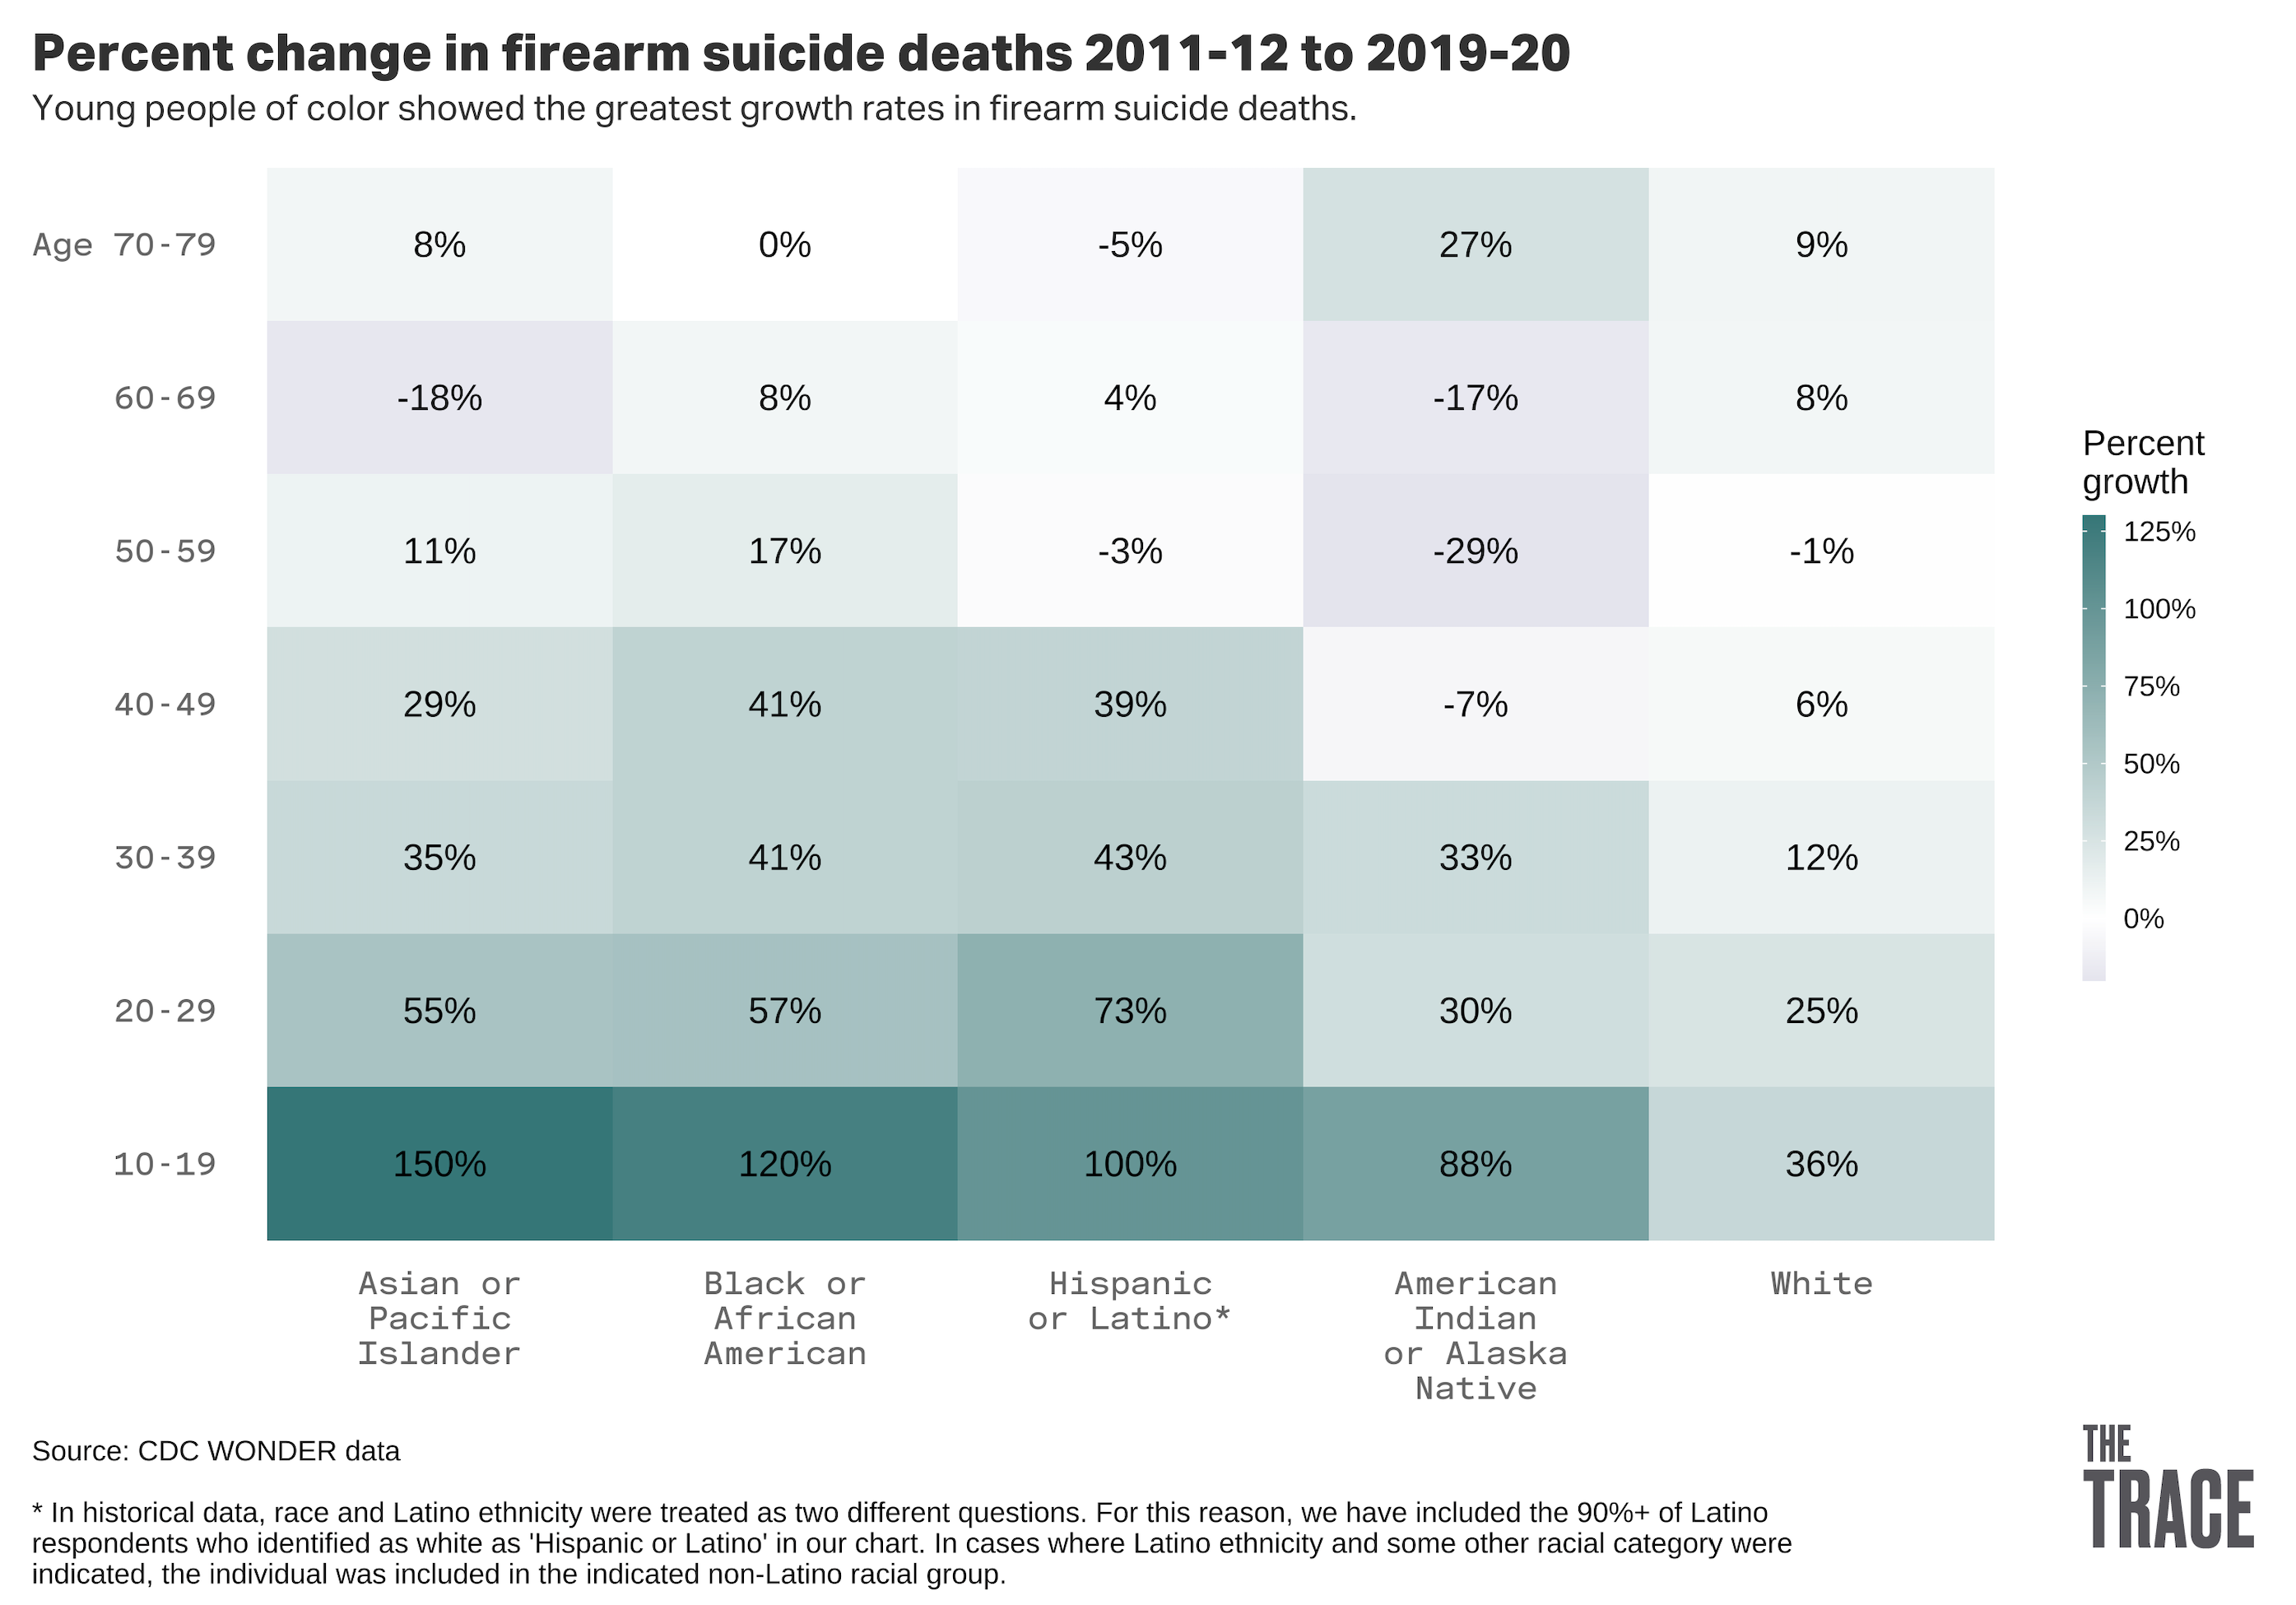 Percent change in firearm suicide deaths 2011-12 to 2019-20
Young people of color showed the greatest growth rates in firearm suicide deaths.
Age 70-79 8% 0% -5% 27% 9%
60-69 -18% 8% 4% -17% 8%
50-59 11% 17% -3% -29% -1%
40-49 29% 41% 39% -7% 6%
30-39 35% 41% 43% 33% 12%
20-29 55% 57% 73% 30% 25%
10-19 150% 120% 100% 88% 36%
Asian or
Pacific
Islander
Black or
African
American
Hispanic
or Latino*
American
Indian
or Alaska
Native
White
Percent
growth
125%
100%
75%
50%
25%
0%
Source: CDC WONDER data
* In historical data, race and Latino ethnicity were treated as two different questions. For this reason, we have included the 90%+ of Latino
respondents who identified as white as 'Hispanic or Latino' in our chart. In cases where Latino ethnicity and some other racial category were
indicated, the individual was included in the indicated non-Latino racial group.
THE
TRACE